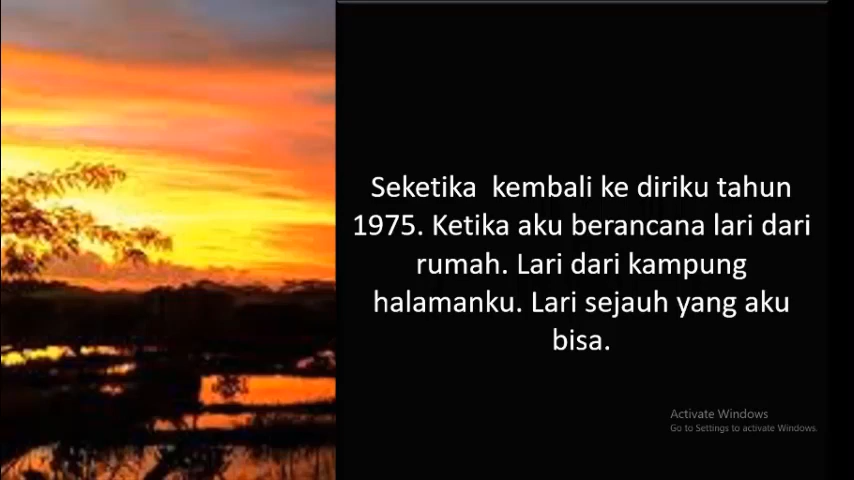 Seketika  kembali ke diriku tahun
1975. Ketika aku berancana lari dari
rumah. Lari dari kampung
halamanku. Lari sejauh yang aku
bisa.
Activate Windows
Go to Settings to activate Windows.